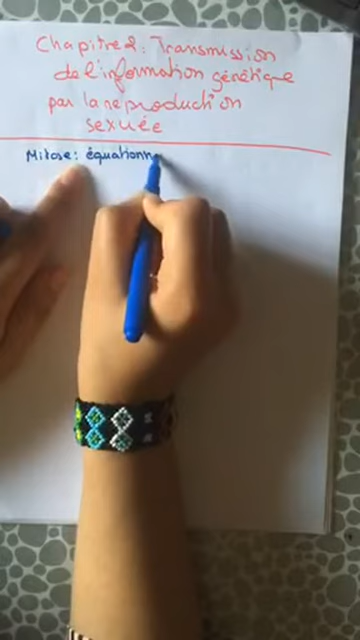 Chapitre 2: Transmission
de l'information génétique
par la reproduction
sexuée
Mitose: équationn